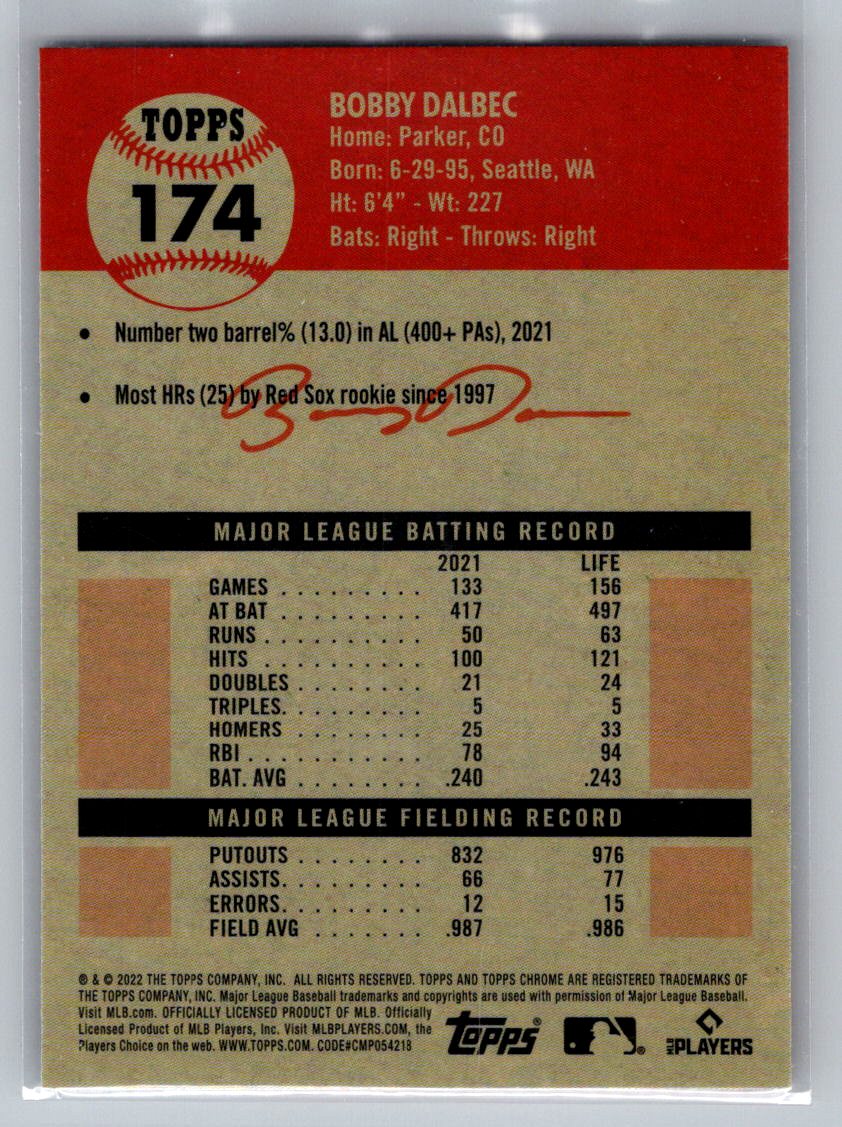 TOPPS
174
BOBBY DALBEC
Home: Parker, CO
Born: 6-29-95, Seattle, WA
Ht: 6'4" - Wt: 227
Bats: Right - Throws: Right
• Number two barrel% (13.0) in AL (400+ PAs), 2021
• Most HRs (25) by Red Sox rookie since 1997
MAJOR LEAGUE BATTING RECORD
2021 LIFE
GAMES . . . . . . . . . 133 156
AT BAT . . . . . . . . . 417 497
RUNS . . . . . . . . . . 50 63
HITS . . . . . . . . . . 100 121
DOUBLES . . . . . . . . 21 24
TRIPLES. . . . . . . . . 5 5
HOMERS . . . . . . . . 25 33
RBI . . . . . . . . . . . 78 94
BAT. AVG . . . . . . . . .240 .243
MAJOR LEAGUE FIELDING RECORD
PUTOUTS . . . . . . . . 832 976
ASSISTS. . . . . . . . . 66 77
ERRORS. . . . . . . . . 12 15
FIELD AVG . . . . . . . .987 .986
® & © 2022 THE TOPPS COMPANY, INC. ALL RIGHTS RESERVED. TOPPS AND TOPPS CHROME ARE REGISTERED TRADEMARKS OF
THE TOPPS COMPANY, INC. Major League Baseball trademarks and copyrights are used with permission of Major League Baseball.
Visit MLB.com. OFFICIALLY LICENSED PRODUCT OF MLB. Officially
Licensed Product of MLB Players, Inc. Visit MLBPLAYERS.COM, the
Players Choice on the web. WWW.TOPPS.COM. CODE#CMP054218
Topps®
®
MLB PLAYERS